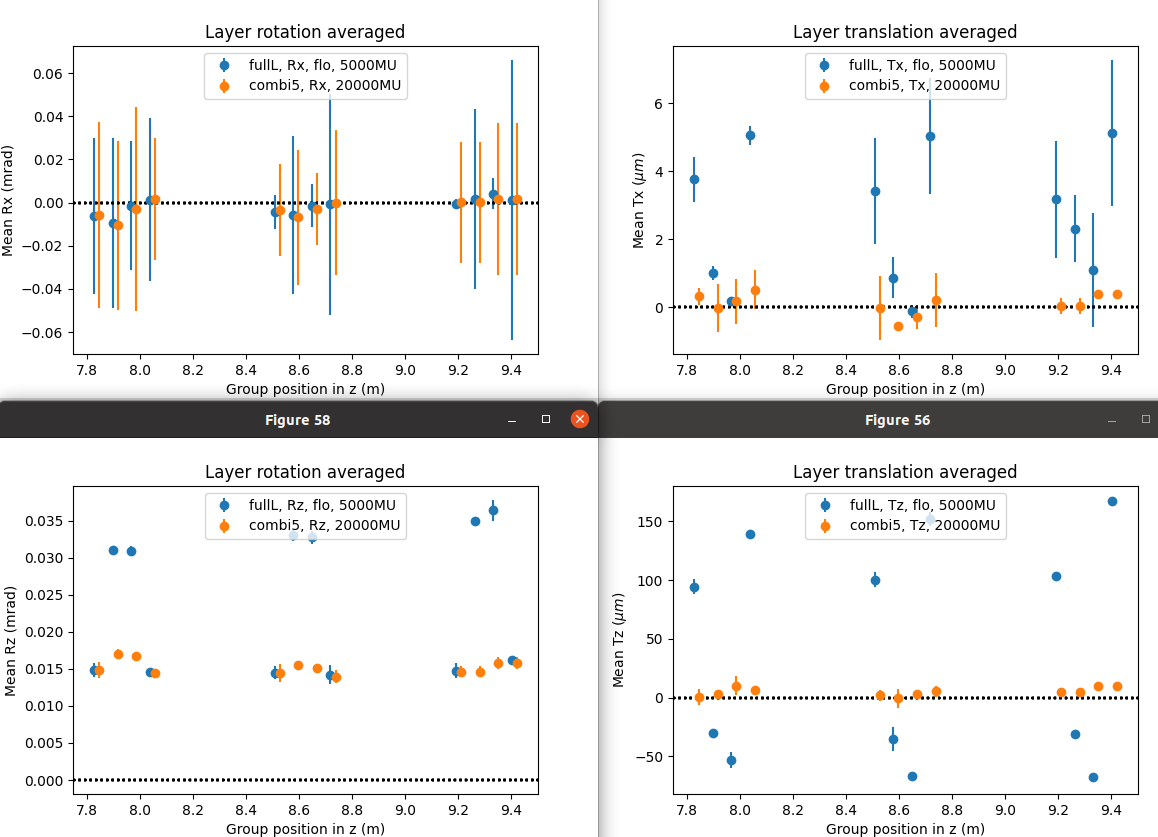 Layer rotation averaged
fullL, Rx, flo, 5000MU
combi5, Rx, 20000MU
Mean Rx (mrad)
0.06
0.04
0.02
0.00
−0.02
−0.04
−0.06
7.8 8.0 8.2 8.4 8.6 8.8 9.0 9.2 9.4
Group position in z (m)
Layer translation averaged
fullL, Tx, flo, 5000MU
combi5, Tx, 20000MU
Mean Tx (μm)
6
4
2
0
7.8 8.0 8.2 8.4 8.6 8.8 9.0 9.2 9.4
Group position in z (m)
Figure 58
Layer rotation averaged
fullL, Rz, flo, 5000MU
combi5, Rz, 20000MU
Mean Rz (mrad)
0.035
0.030
0.025
0.020
0.015
0.010
0.005
0.000
7.8 8.0 8.2 8.4 8.6 8.8 9.0 9.2 9.4
Group position in z (m)
Figure 56
Layer translation averaged
fullL, Tz, flo, 5000MU
combi5, Tz, 20000MU
Mean Tz (μm)
150
100
50
0
−50
7.8 8.0 8.2 8.4 8.6 8.8 9.0 9.2 9.4
Group position in z (m)